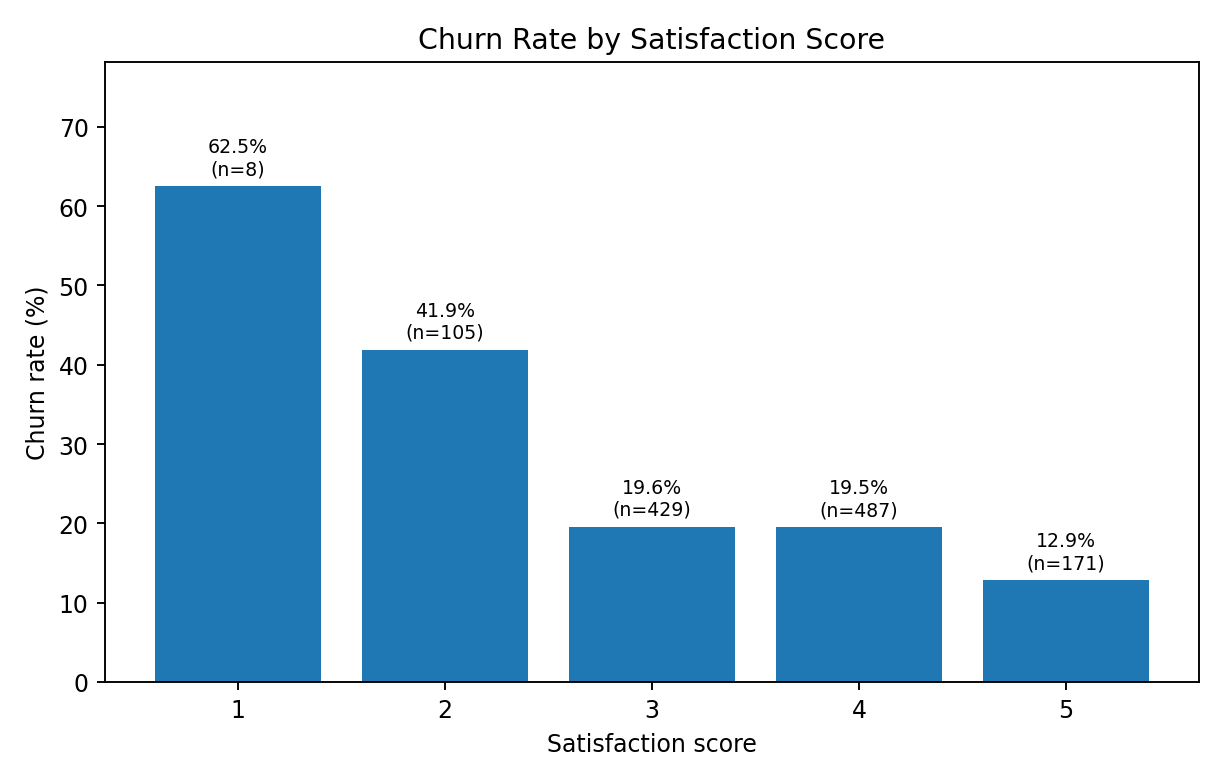 Churn Rate by Satisfaction Score
Churn rate (%)
70
60
50
40
30
20
10
0
62.5%
(n=8)
41.9%
(n=105)
19.6%
(n=429)
19.5%
(n=487)
12.9%
(n=171)
1 2 3 4 5
Satisfaction score